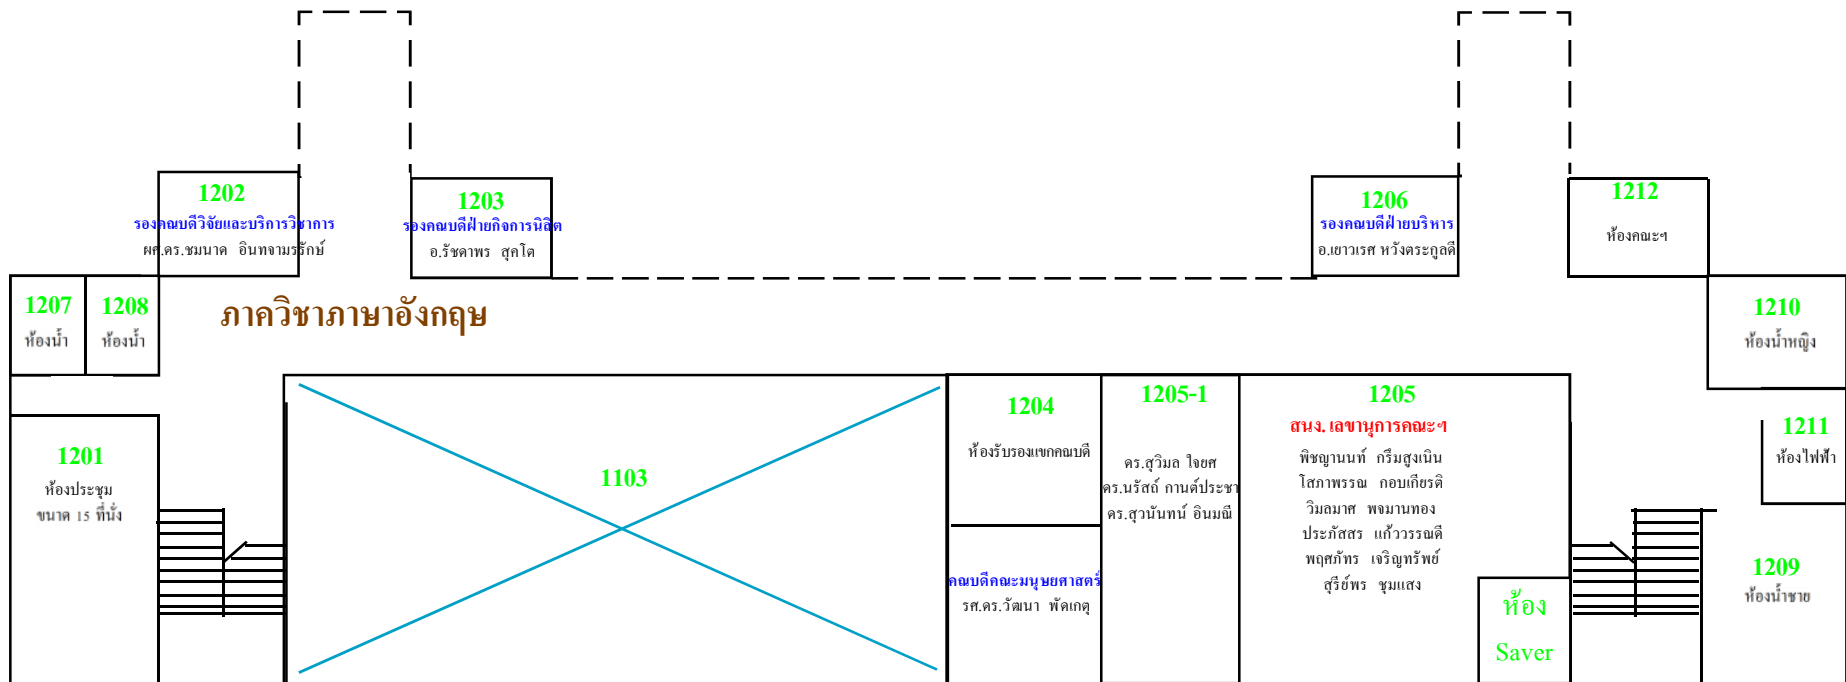 1202
รองคณบดีวิจัยและบริการวิชาการ
ผศ.ดร.ชมนาด อินทจามรรักษ์
1203
รองคณบดีฝ่ายกิจการนิสิต
อ.รัชดาพร สุคโต
1206
รองคณบดีฝ่ายบริหาร
อ.เยาวเรศ หวังตระกูลดี
1212
ห้องคณะฯ
1207
ห้องน้ำ
1208
ห้องน้ำ
ภาควิชาภาษาอังกฤษ
1210
ห้องน้ำหญิง
1201
ห้องประชุม
ขนาด 15 ที่นั่ง
1103
1204
ห้องรับรองแขกคณบดี
คณบดีคณะมนุษยศาสตร์
รศ.ดร.วัฒนา พัดเกตุ
1205-1
ดร.สุวิมล ใจยศ
ดร.นรัสถ์ กานต์ประชา
ดร.สุวนันทน์ อินมณี
1205
สนง. เลขานุการคณะฯ
พิชญานนท์ กรีมสูงเนิน
โสภาพรรณ กอบเกียรติ
วิมลมาศ พจมานทอง
ประภัสสร แก้ววรรณดี
พฤศภัทร เจริญทรัพย์
สุรีย์พร ชุมแสง
ห้อง
Saver
1211
ห้องไฟฟ้า
1209
ห้องน้ำชาย